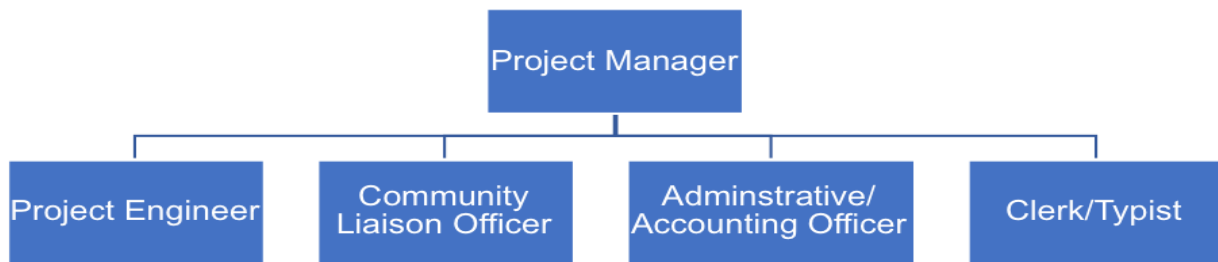 Project Manager
Project Engineer
Community
Liaison Officer
Adminstrative/
Accounting Officer
Clerk/Typist